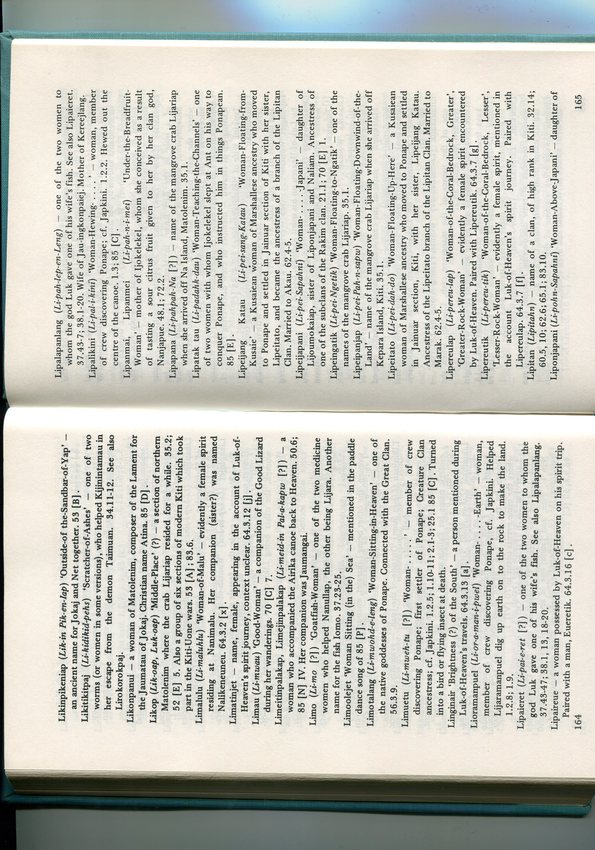 Likinpikeniap (Lik-in Pik-en-Iap) 'Outside-of the-Sandbar-of-Yap' —
an ancient name for Jokaj and Net together. 53 [B].
Likitikitpaj (Li-kidikid-pehs) 'Scratcher-of-Ashes' — one of two
worms (or women in some versions), who helped Kijinintamau in
her escape from the demon Taimuan. 34.11-12. See also
Lirokorokpaj.
Likonpanui — a woman of Matolenim, composer of the Lament for
the Jaumatau of Jokaj. Christian name Atina. 85 [D].
Likop (Lik-oap, Luk-oap) 'Middle-Place' (?) — a section of northern
Matolenim where the crab Lijariap resided for a while. 35.2;
52 [E] 5. Also a group of six sections of modern Kiti which took
part in the Kiti-Uone wars. 53 [A]; 83.6.
Limalulu (Li-maluhlu) 'Woman-of-Malu' — evidently a female spirit
residing at Nanimalu. Her companion (sister?) was named
Nalikeneuneu. 64.3.2 [x].
Limatinjet — name, female, appearing in the account of Luk-of-
Heaven's spirit journey, context unclear. 64.3.12 [j].
Limau (Li-mwau) 'Good-Woman' — a companion of the Good Lizard
during her wanderings. 70 [C] 7.
Limeitinpalakap, Limejinpalakap (Li-meid-in Pal-a-kapw [?]) — a
woman who accompanied the Airika canoe back to Heaven. 50.6;
85 [N] IV. Her companion was Jaumangai.
Limo (Li-mo [?]) 'Goatfish-Woman' — one of the two medicine
women who helped Nanullap, the other being Lijara. Another
name for the fish Iomo. 37.23-25.
Limoolejet 'Woman Sitting (in the) Sea' — mentioned in the paddle
dance song of 85 [P].
Limotalang (Li-mwohd-e-leng) 'Woman-Sitting-in-Heaven' — one of
the native goddesses of Ponape. Connected with the Great Clan.
56.3.9.
Limuetu (Li-mweh-tu [?]) 'Woman- . . . . . ' — member of crew
discovering Ponape; first settler of Ponape; Creature Clan
ancestress; cf. Japkini. 1.2.5; 1.10-11; 2.1-3; 25.1 85 [C]. Turned
into a bird or flying insect at death.
Linginair 'Brightness (?) of the South' — a person mentioned during
Luk-of-Heaven's travels. 64.3.13 [a].
Lioramanpuel (Li-or-a-man-i-pwel) 'Woman- . . . . -Earth' — woman,
member of crew discovering Ponape, cf. Japkini. Helped
Lijaramanpuel dig up earth on to the rock to make the land.
1.2.8; 1.9.
Lipaieret (Li-pai-e-ret [?]) — one of the two women to whom the
god Luk gave one of his wife's fish. See also Lipalapanlang.
37.43-47; 38.1, 13, 18-20.
Lipaireue — a woman possessed by Luk-of-Heaven on his spirit trip.
Paired with a man, Eueretik. 64.3.16 [c].
164
Lipalapanlang (Li-pah-lep-en-Leng) — one of the two women to
whom the god Luk gave one of his wife's fish. See also Lipaieret.
37.43-7; 38.1-20. Wife of Jau-ingkonpaiej. Mother of Kereejlang.
Lipalikini (Li-pal-i-kini) 'Woman-Hewing- . . . . . ' — woman, member
of crew discovering Ponape; cf. Japkini. 1.2.2. Hewed out the
centre of the canoe. 1.3; 85 [C].
Lipanmai, Lipanmei (Li-pah-n-i-mei) 'Under-the-Breadfruit-
Woman' — mother of Ijokelekel, whom she conceived as a result
of tasting a sour citrus fruit given to her by her clan god,
Nanjapue. 48.1; 72.2.
Lipapana (Li-pahpah-Na [?]) — name of the mangrove crab Lijariap
when she arrived off Na Island, Matolenim. 35.1.
Lipatak tau (Li-padahk-dau) 'Woman-Teaching-the-Channels' — one
of two women with whom Ijokelekel slept at Ant on his way to
conquer Ponape, and who instructed him in things Ponapean.
85 [E].
Lipeijang Katau (Li-pei-sang-Katau) 'Woman-Floating-from-
Kusaie' — a Kusaiean woman of Marshallese ancestry who moved
to Ponape and settled in Jainuar section of Kiti with her sister,
Lipeitato, and became the ancestress of a branch of the Lipitan
Clan. Married to Akau. 62.4-5.
Lipeijapani (Li-pei-Sapahni) 'Woman- . . . . . -Japani' — daughter of
Lijoumokaiap, sister of Liponjapani and Naliam. Ancestress of
one of the subclans of the Rakim clan. 21.1; 70 [E] 1.
Lipeingatik (Li-pei-Ngetik) 'Woman-Floating-to-Ngatik' — one of the
names of the mangrove crab Lijariap. 35.1.
Lipeipanjap (Li-pei-Pah-n-sapw) 'Woman-Floating-Downwind-of-the-
Land' — name of the mangrove crab Lijariap when she arrived off
Kepara Island, Kiti. 35.1.
Lipeitato (Li-pei-dah-do) 'Woman-Floating-Up-Here' — a Kusaiean
woman of Marshallese ancestry who moved to Ponape and settled
in Jainuar section, Kiti, with her sister, Lipeijang Katau.
Ancestress of the Lipeitato branch of the Lipitan Clan. Married to
Marak. 62.4-5.
Lipereulap (Li-pereu-lap) 'Woman-of-the-Coral-Bedrock, Greater',
'Greater-Rock-Woman' — evidently a female spirit encountered
by Luk-of-Heaven. Paired with Lipereutik. 64.3.7 [g].
Lipereutik (Li-pereu-tik) 'Woman-of-the-Coral-Bedrock, Lesser',
'Lesser-Rock-Woman' — evidently a female spirit, mentioned in
the account Luk-of-Heaven's spirit journey. Paired with
Lipereulap. 64.3.7 [f].
Lipitan (Lipitahn) — name of a clan, of high rank in Kiti. 32.14;
60.5, 10; 62.6; 65.1; 83.10.
Liponjapani (Li-pohn-Sapahni) 'Woman-Above-Japani' — daughter of
165